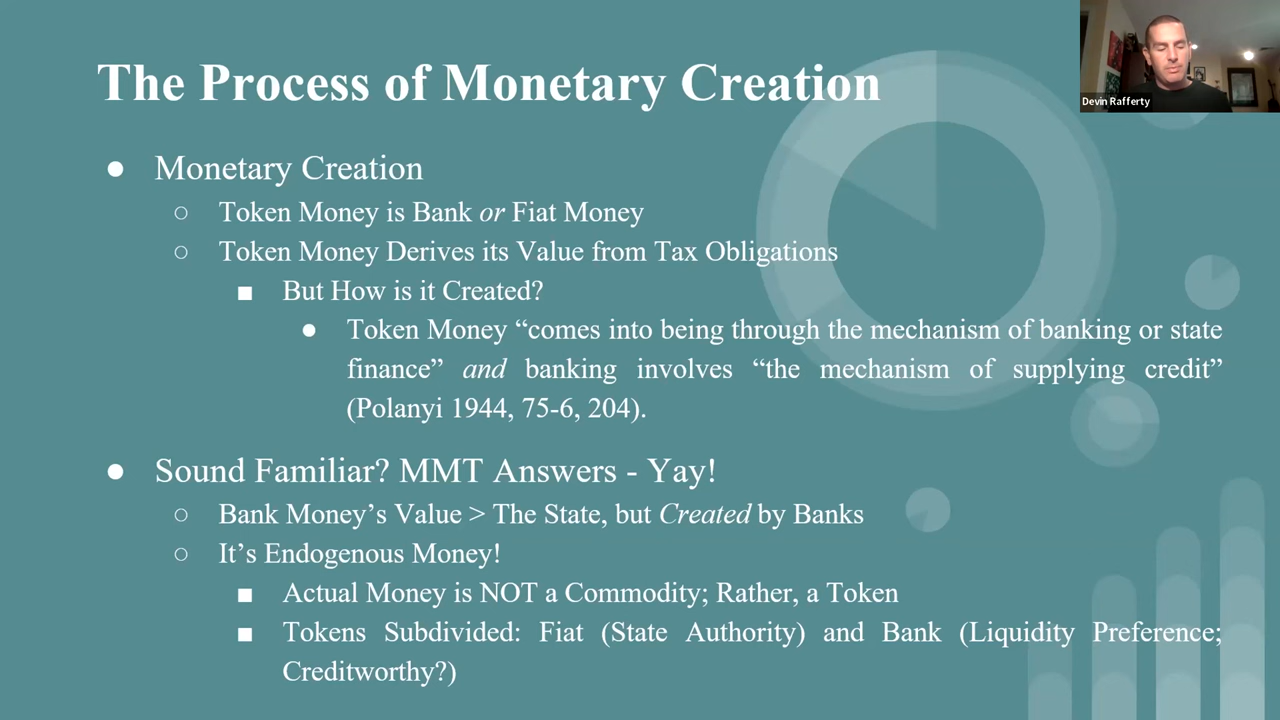 The Process of Monetary Creation
Devin Rafferty
● Monetary Creation
○ Token Money is Bank or Fiat Money
○ Token Money Derives its Value from Tax Obligations
■ But How is it Created?
● Token Money “comes into being through the mechanism of banking or state
finance” and banking involves “the mechanism of supplying credit”
(Polanyi 1944, 75-6, 204).
● Sound Familiar? MMT Answers - Yay!
○ Bank Money’s Value > The State, but Created by Banks
○ It’s Endogenous Money!
■ Actual Money is NOT a Commodity; Rather, a Token
■ Tokens Subdivided: Fiat (State Authority) and Bank (Liquidity Preference;
Creditworthy?)